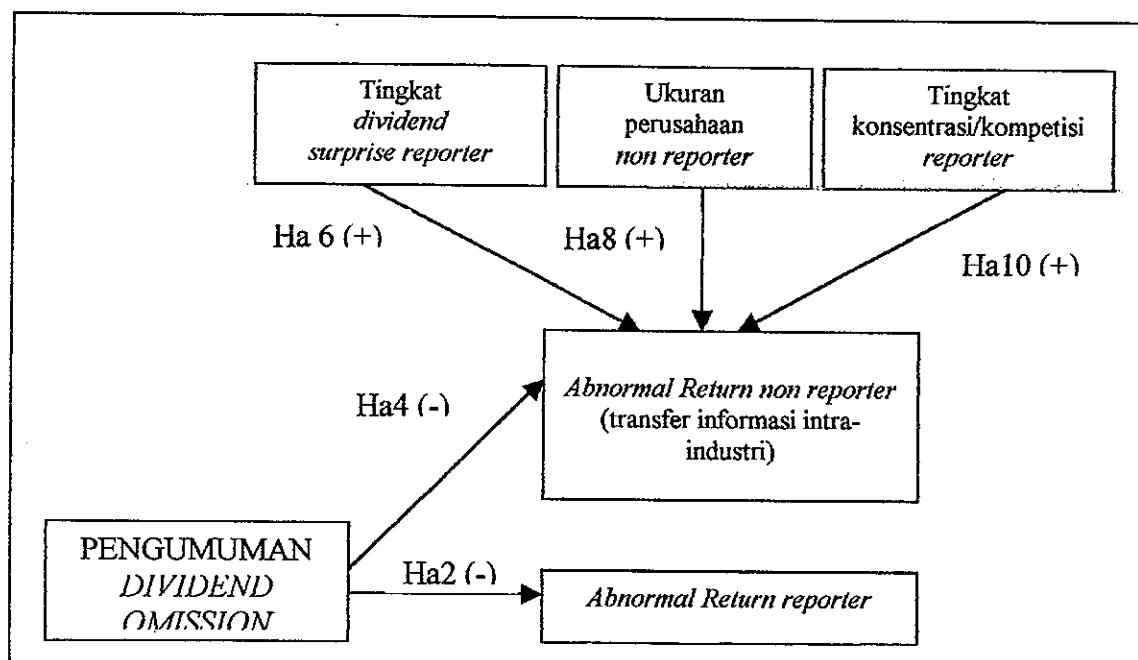 Tingkat
dividend
surprise reporter
Ukuran
perusahaan
non reporter
Tingkat
konsentrasi/kompetisi
reporter
Ha 6 (+)
Ha8 (+)
Ha10 (+)
Abnormal Return non reporter
(transfer informasi intra-
industri)
Ha4 (-)
PENGUMUMAN
DIVIDEND
OMISSION
Ha2 (-)
Abnormal Return reporter